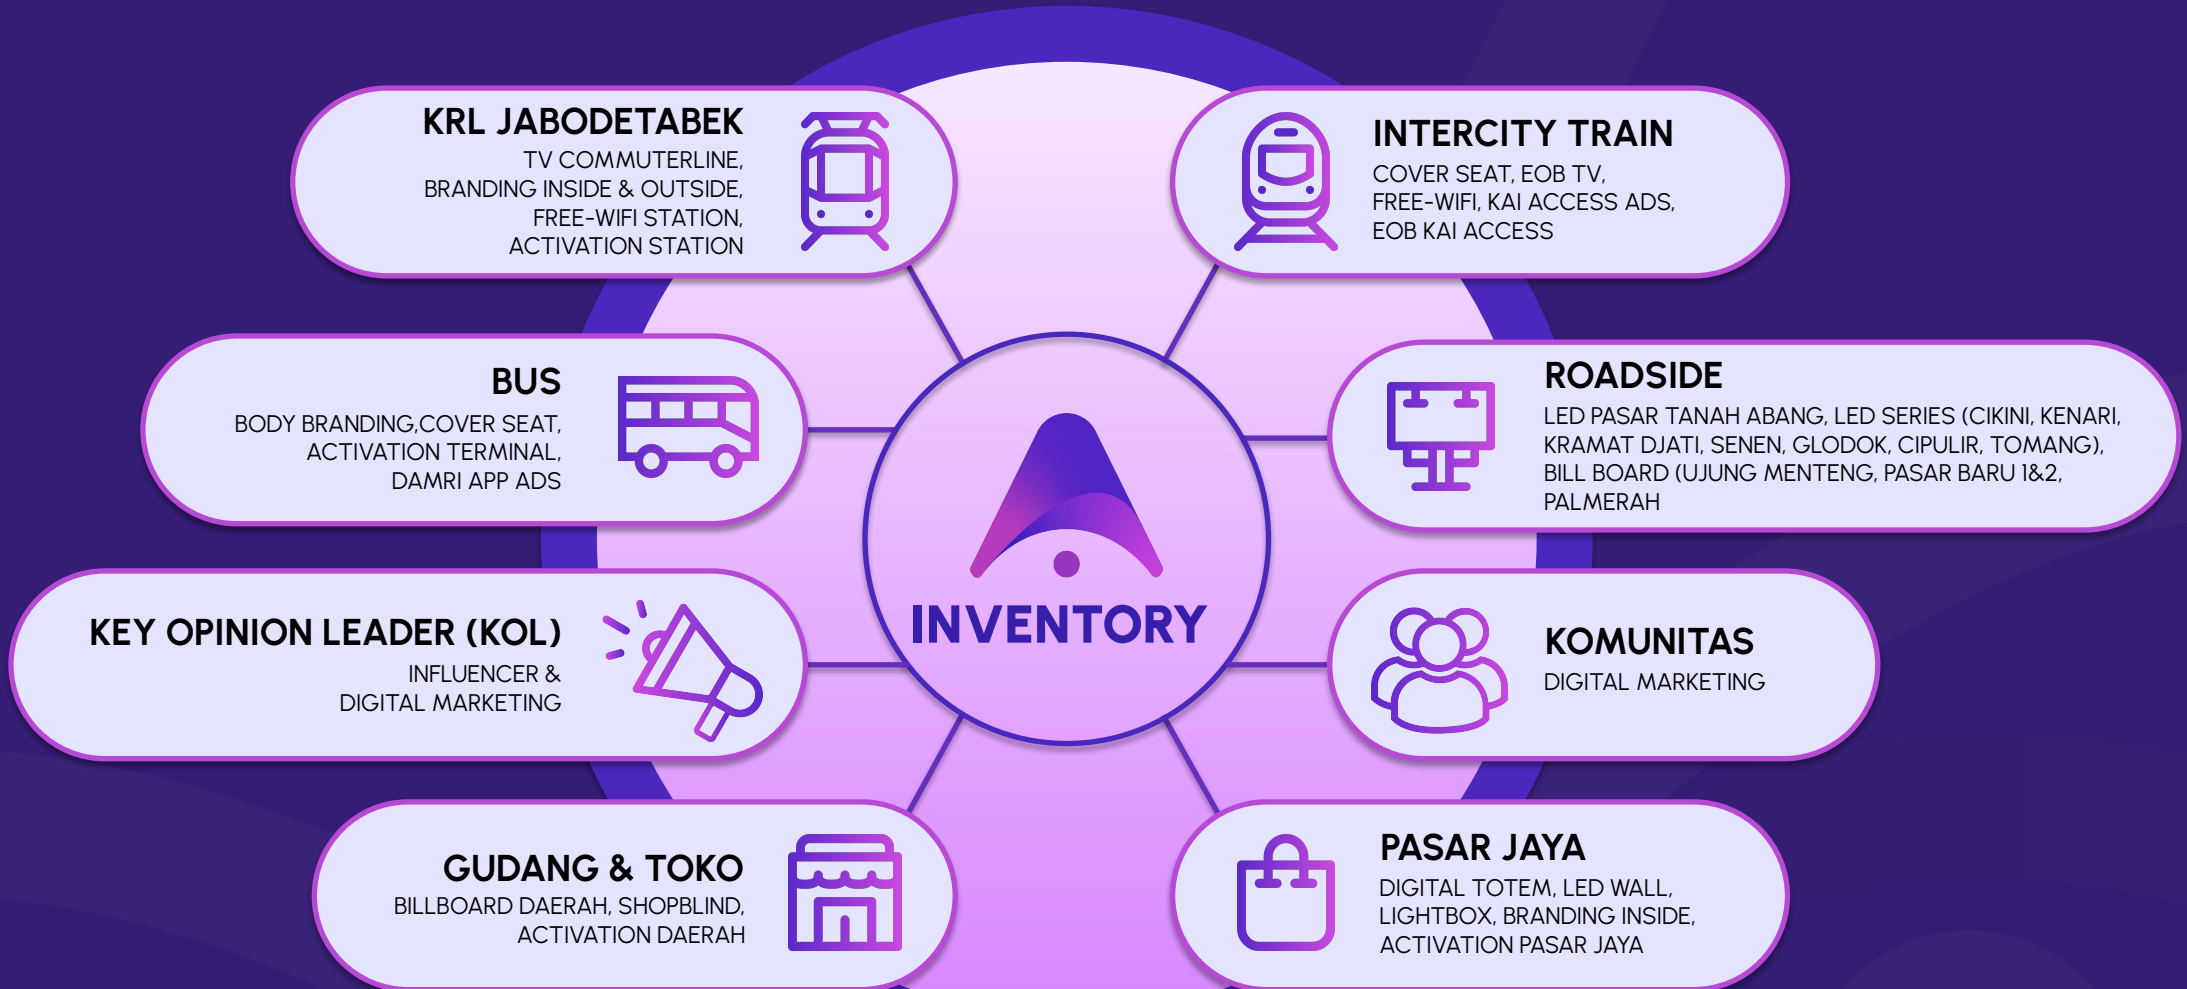 KRL JABODETABEK
TV COMMUTERLINE,
BRANDING INSIDE & OUTSIDE,
FREE-WIFI STATION,
ACTIVATION STATION
INTERCITY TRAIN
COVER SEAT, EOB TV,
FREE-WIFI, KAI ACCESS ADS,
EOB KAI ACCESS
BUS
BODY BRANDING,COVER SEAT,
ACTIVATION TERMINAL,
DAMRI APP ADS
ROADSIDE
LED PASAR TANAH ABANG, LED SERIES (CIKINI, KENARI,
KRAMAT DJATI, SENEN, GLODOK, CIPULIR, TOMANG),
BILL BOARD (UJUNG MENTENG, PASAR BARU 1&2,
PALMERAH
INVENTORY
KEY OPINION LEADER (KOL)
INFLUENCER &
DIGITAL MARKETING
KOMUNITAS
DIGITAL MARKETING
GUDANG & TOKO
BILLBOARD DAERAH, SHOPBLIND,
ACTIVATION DAERAH
PASAR JAYA
DIGITAL TOTEM, LED WALL,
LIGHTBOX, BRANDING INSIDE,
ACTIVATION PASAR JAYA